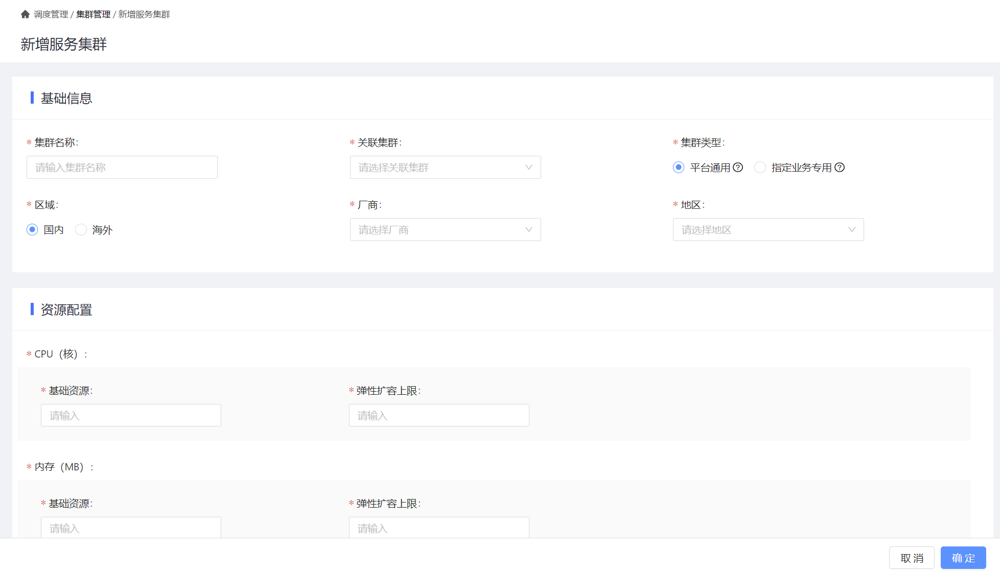 调度管理 / 集群管理 / 新增服务集群
新增服务集群
基础信息
* 集群名称:
* 关联集群:
* 集群类型:
请输入集群名称
请选择关联集群
平台通用 ? 指定业务专用 ?
* 区域:
* 厂商:
* 地区:
国内 海外
请选择厂商
请选择地区
资源配置
* CPU（核）:
* 基础资源:
* 弹性扩容上限:
请输入
请输入
* 内存（MB）:
* 基础资源:
* 弹性扩容上限:
请输入
请输入
取 消
确 定